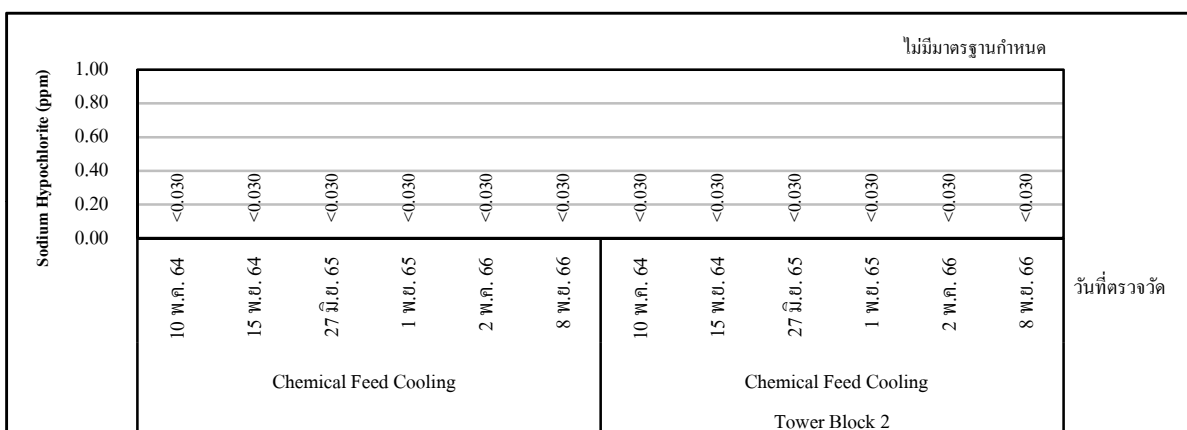 ไม่มีมาตรฐานกำหนด
Sodium Hypochlorite (ppm)
1.00
0.80
0.60
0.40
0.20
0.00
<0.030
<0.030
<0.030
<0.030
<0.030
<0.030
<0.030
<0.030
<0.030
<0.030
<0.030
<0.030
10 พ.ค. 64
15 พ.ย. 64
27 มิ.ย. 65
1 พ.ย. 65
2 พ.ค. 66
8 พ.ย. 66
10 พ.ค. 64
15 พ.ย. 64
27 มิ.ย. 65
1 พ.ย. 65
2 พ.ค. 66
8 พ.ย. 66
วันที่ตรวจวัด
Chemical Feed Cooling
Chemical Feed Cooling
Tower Block 2